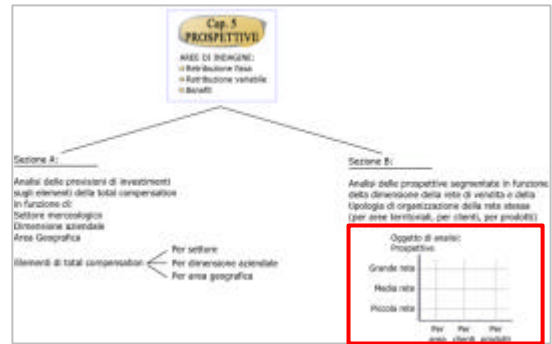 Cap. 5
PROSPETTIVE
AREE DI INDAGINE:
Retribuzione fissa
Retribuzione variabile
Benefit
Sezione A:
Analisi delle previsioni di investimenti
sugli elementi della total compensation
in funzione di:
Settore merceologico
Dimensione aziendale
Area Geografica
Elementi di total compensation
Per settore
Per dimensione aziendale
Per area geografica
Sezione B:
Analisi delle prospettive segmentate in funzione
della dimensione della rete di vendita e della
tipologia di organizzazione della rete stessa
(per aree territoriali, per clienti, per prodotti)
Oggetto di analisi:
Prospettive
Grande rete
Media rete
Piccola rete
Per Per Per
area clienti prodotti